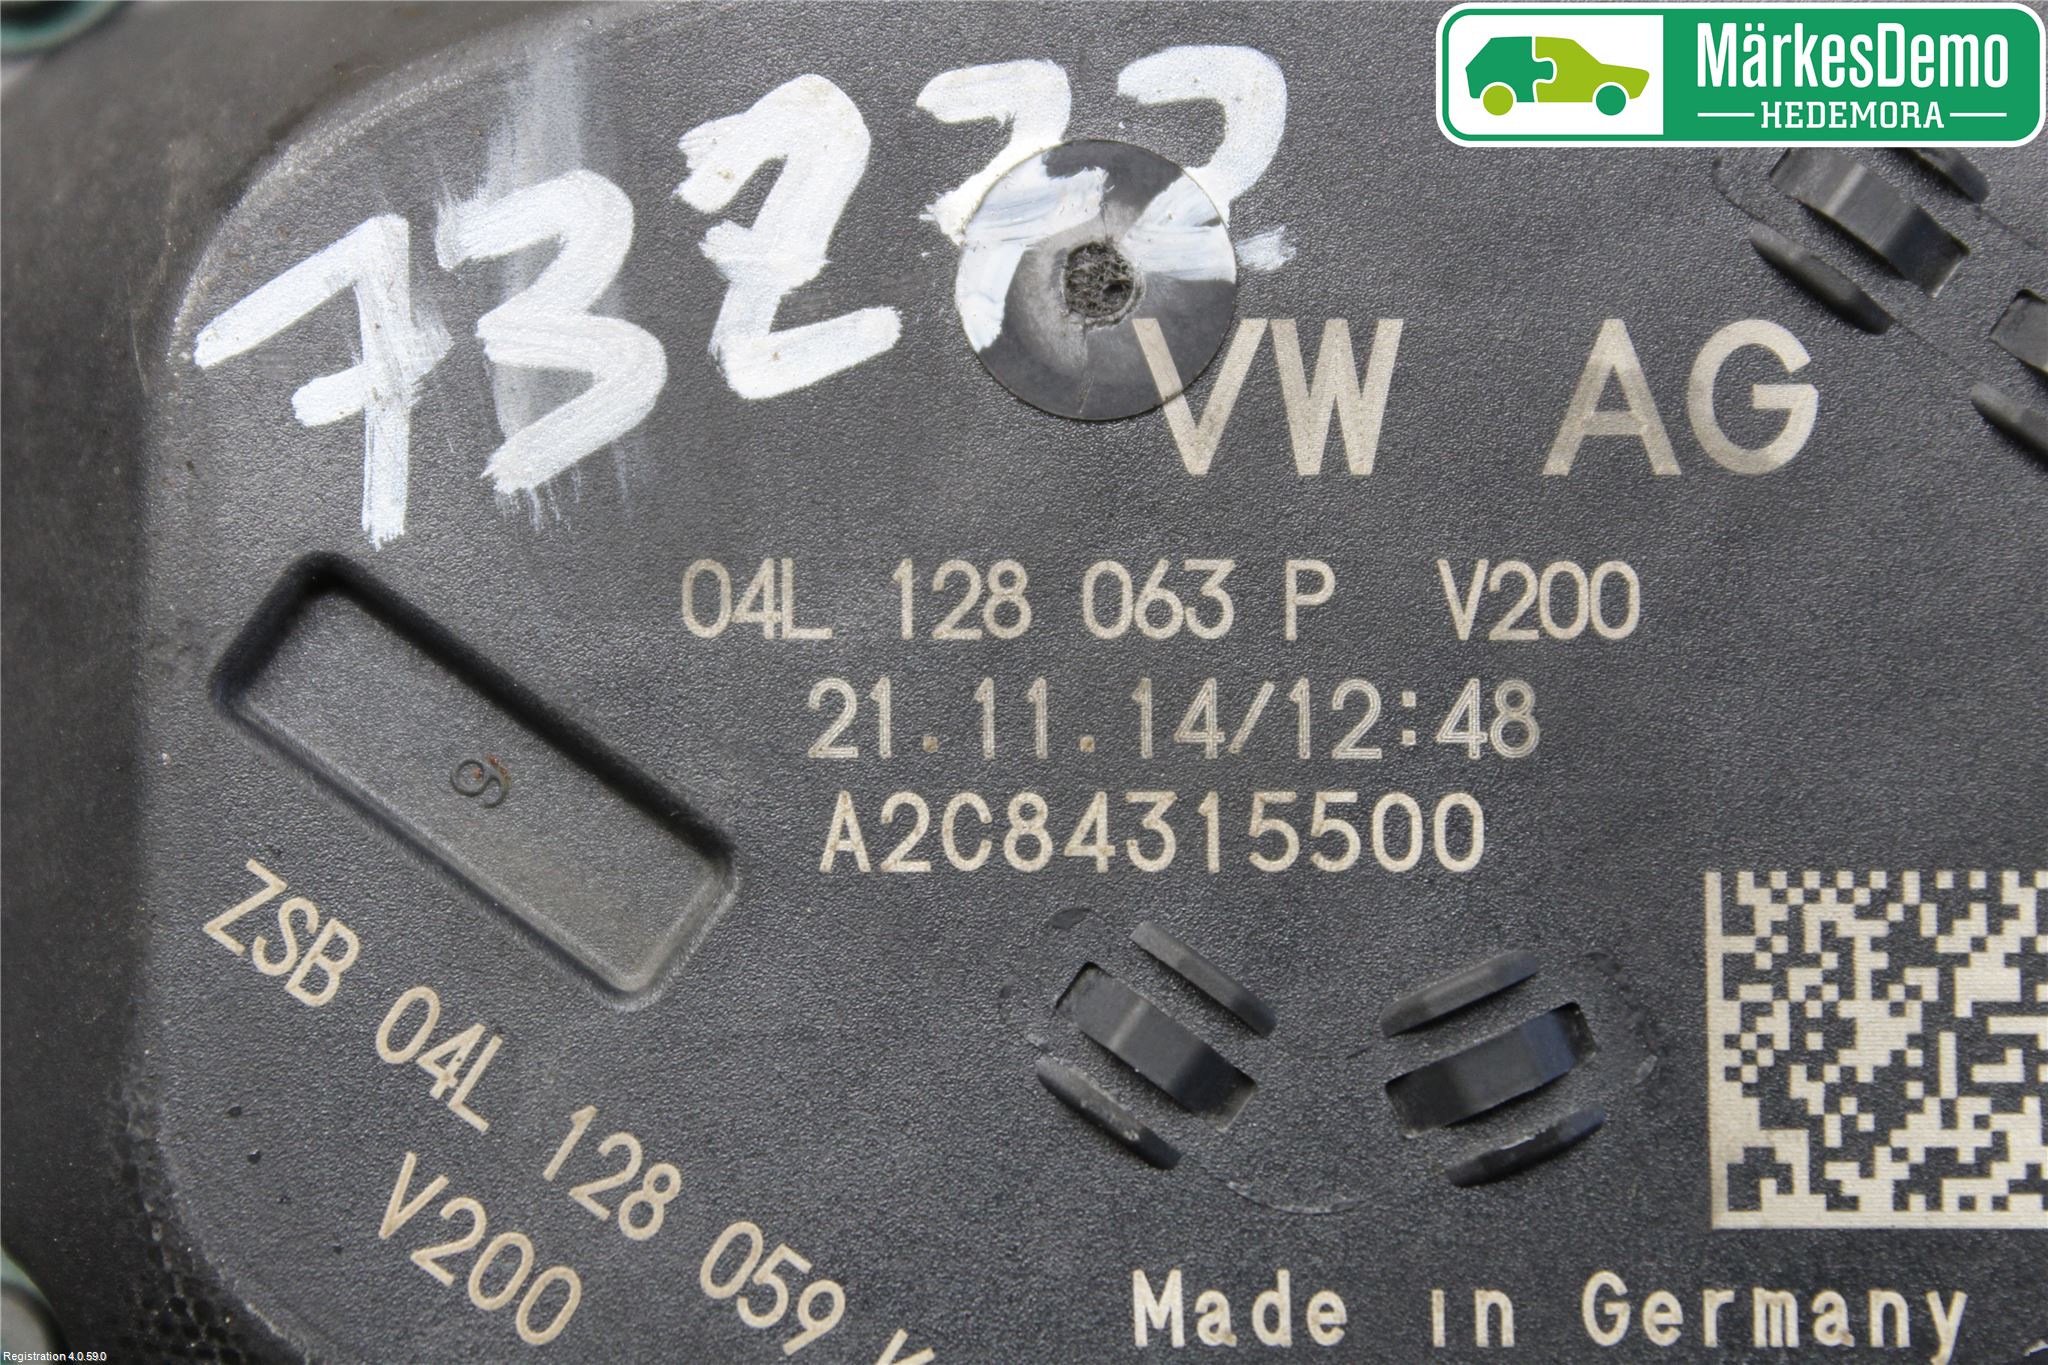 MärkesDemo
HEDEMORA
VW AG
04L 128 063 P V200
21.11.14/12:48
A2C84315500
6
ZSB 04L 128 059
V200
Made in Germany
Registration 4.0.59.0